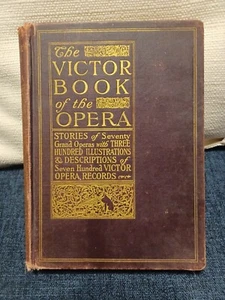 The
VICTOR
BOOK
of the
OPERA
STORIES of Seventy
Grand Operas with THREE
HUNDRED ILLUSTRATIONS
& DESCRIPTIONS of
Seven Hundred VICTOR
OPERA RECORDS